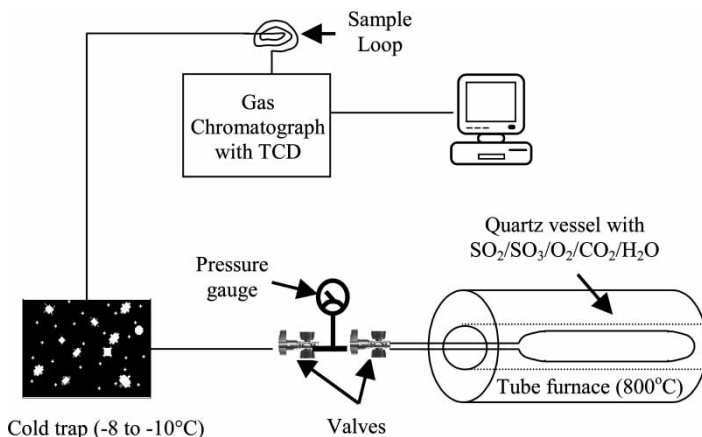 Sample
Loop
Gas
Chromatograph
with TCD
Quartz vessel with
SO₂/SO₃/O₂/CO₂/H₂O
Pressure
gauge
Tube furnace (800°C)
Cold trap (-8 to -10°C)
Valves